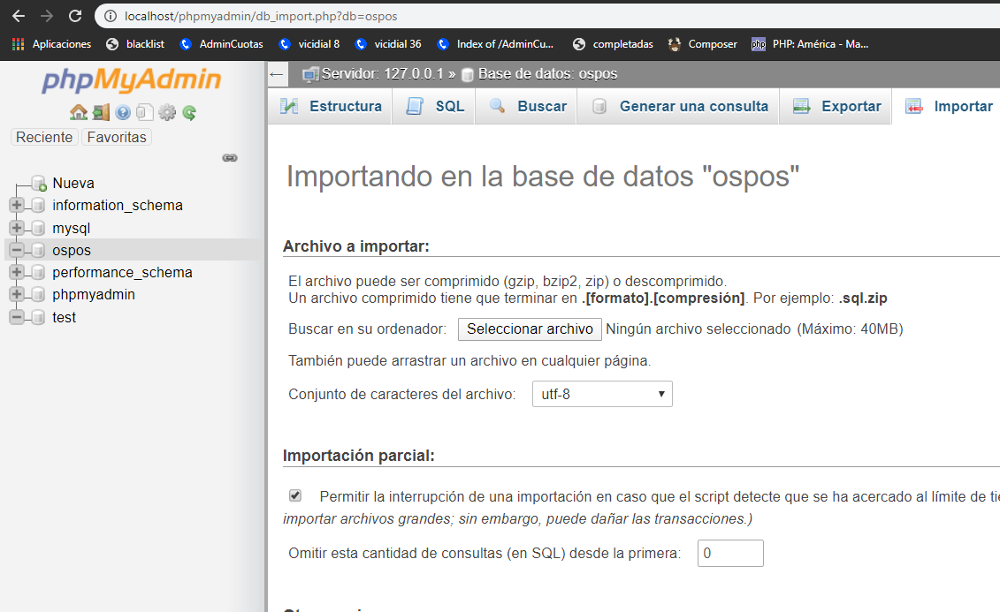 localhost/phpmyadmin/db_import.php?db=ospos
Aplicaciones blacklist AdminCuotas vicidial 8 vicidial 36 Index of /AdminCu... completadas Composer php PHP: América - Ma...
phpMyAdmin
Reciente Favoritas
Nueva
information_schema
mysql
ospos
performance_schema
phpmyadmin
test
← Servidor: 127.0.0.1 » Base de datos: ospos
Estructura SQL Buscar Generar una consulta Exportar Importar
Importando en la base de datos "ospos"
Archivo a importar:
El archivo puede ser comprimido (gzip, bzip2, zip) o descomprimido.
Un archivo comprimido tiene que terminar en .[formato].[compresión]. Por ejemplo: .sql.zip
Buscar en su ordenador: Seleccionar archivo Ningún archivo seleccionado (Máximo: 40MB)
También puede arrastrar un archivo en cualquier página.
Conjunto de caracteres del archivo: utf-8
Importación parcial:
Permitir la interrupción de una importación en caso que el script detecte que se ha acercado al límite de ti
importar archivos grandes; sin embargo, puede dañar las transacciones.)
Omitir esta cantidad de consultas (en SQL) desde la primera: 0